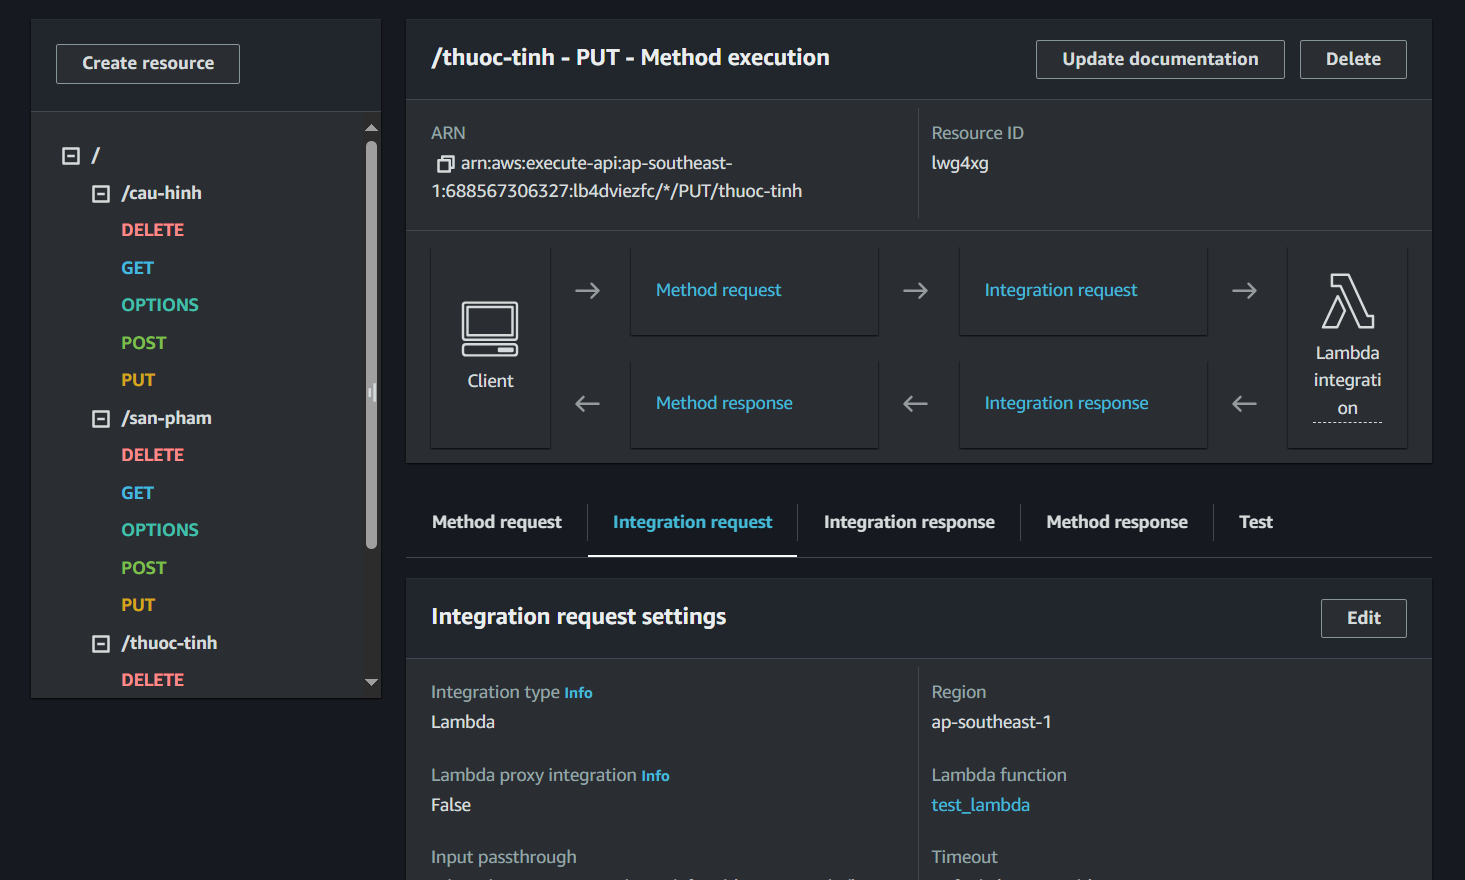 Create resource
/
/cau-hinh
DELETE
GET
OPTIONS
POST
PUT
/san-pham
DELETE
GET
OPTIONS
POST
PUT
/thuoc-tinh
DELETE
/thuoc-tinh - PUT - Method execution
Update documentation
Delete
ARN
arn:aws:execute-api:ap-southeast-
1:688567306327:lb4dviezfc/*/PUT/thuoc-tinh
Resource ID
lwg4xg
Client
Method request
Integration request
Method response
Integration response
Lambda
integrati
on
Method request
Integration request
Integration response
Method response
Test
Integration request settings
Edit
Integration type Info
Lambda
Region
ap-southeast-1
Lambda proxy integration Info
False
Lambda function
test_lambda
Input passthrough
Timeout